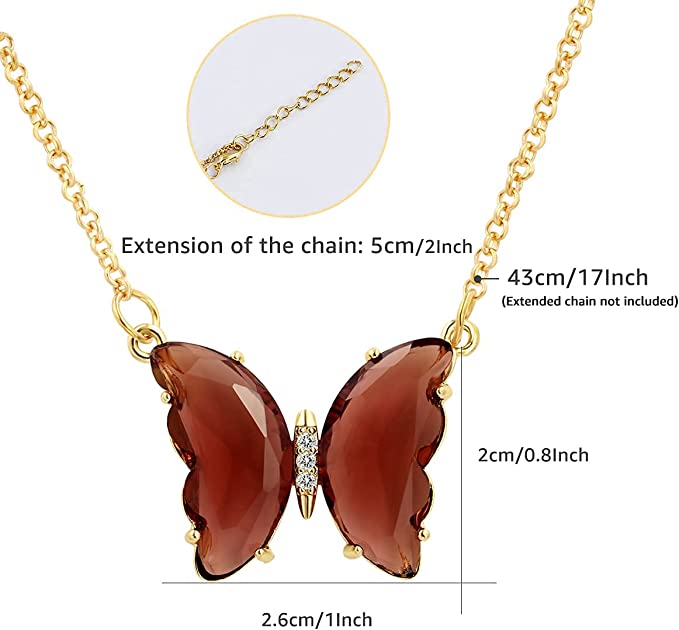 Extension of the chain: 5cm/2Inch
43cm/17Inch
(Extended chain not included)
2cm/0.8Inch
2.6cm/1Inch